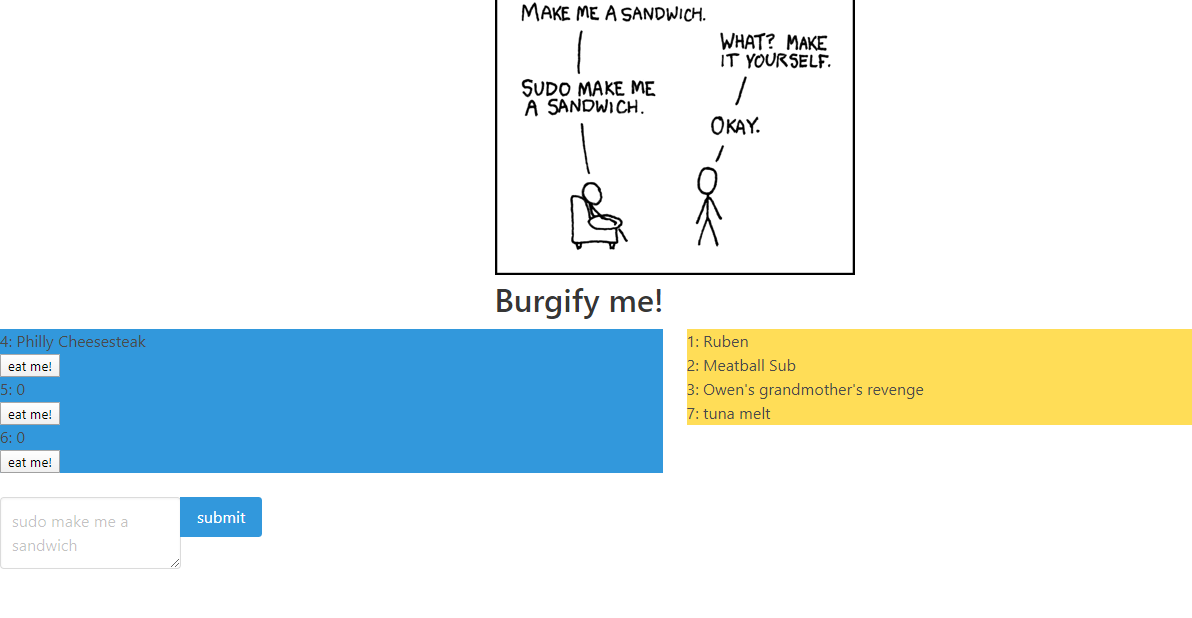 MAKE ME A SANDWICH.
WHAT? MAKE
IT YOURSELF.
SUDO MAKE ME
A SANDWICH.
OKAY.
Burgify me!
4: Philly Cheesesteak
eat me!
5: 0
eat me!
6: 0
eat me!
1: Ruben
2: Meatball Sub
3: Owen's grandmother's revenge
7: tuna melt
sudo make me a
sandwich
submit